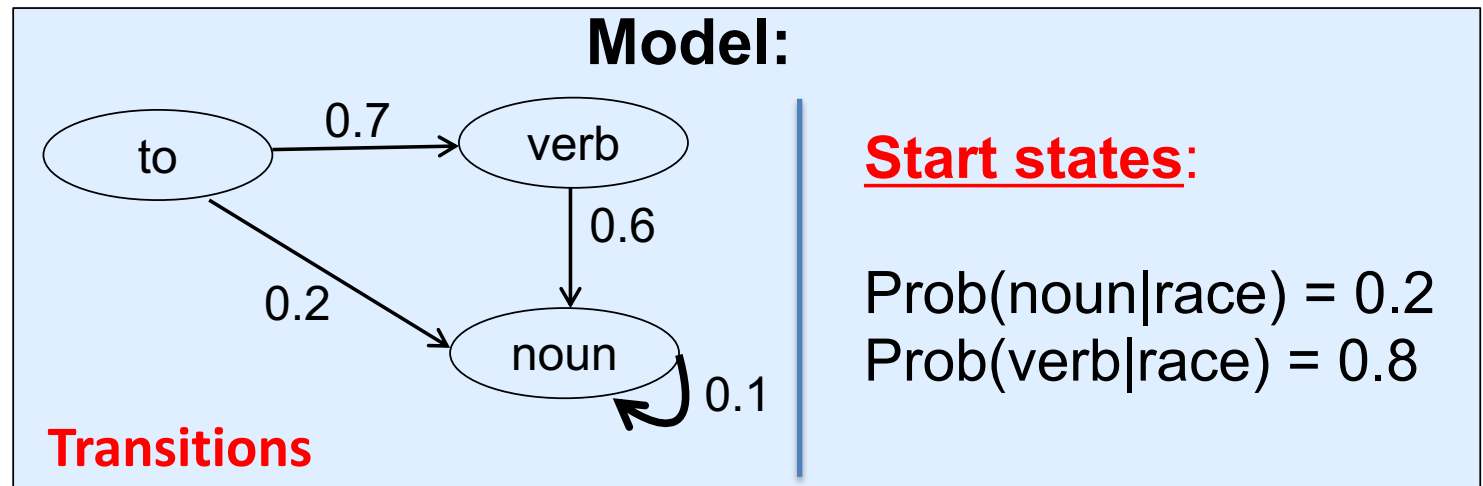 Model:
to
0.7
verb
0.6
0.2
noun
0.1
Transitions
Start states:
Prob(noun|race) = 0.2
Prob(verb|race) = 0.8